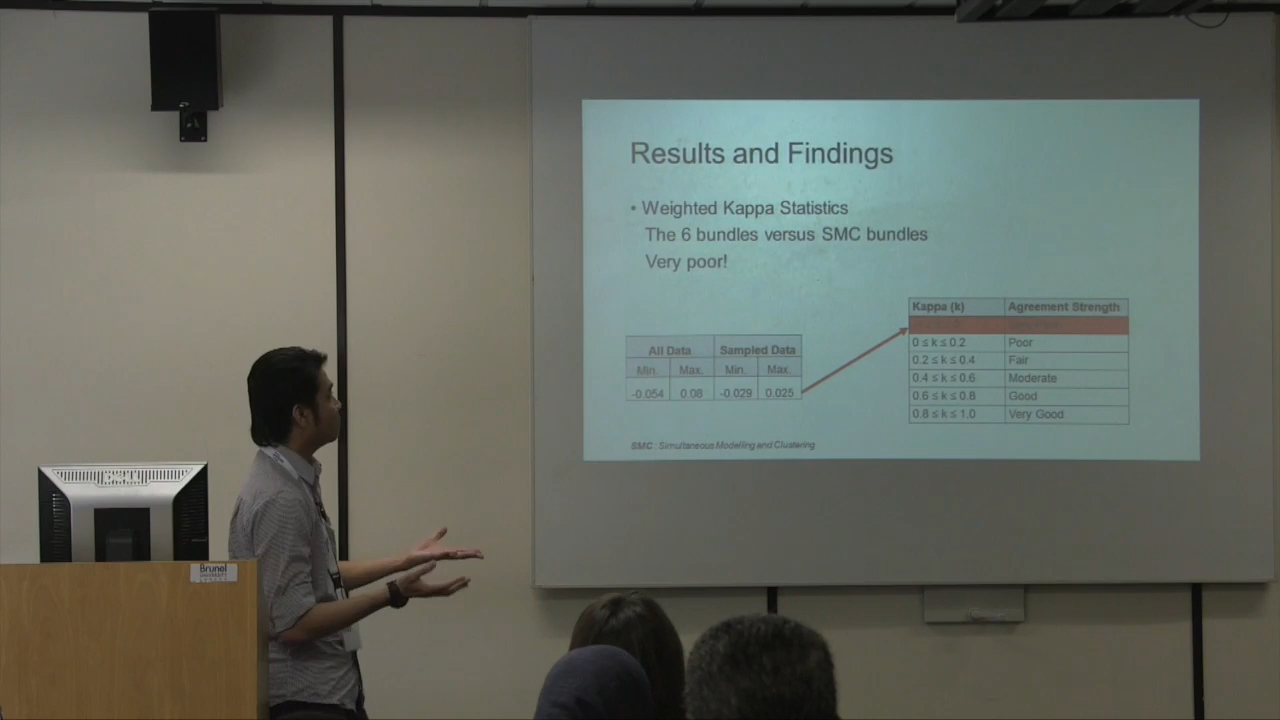 Results and Findings
• Weighted Kappa Statistics
The 6 bundles versus SMC bundles
Very poor!
Kappa (k) Agreement Strength
Very Poor
0 ≤ k ≤ 0.2 Poor
0.2 ≤ k ≤ 0.4 Fair
0.4 ≤ k ≤ 0.6 Moderate
0.6 ≤ k ≤ 0.8 Good
0.8 ≤ k ≤ 1.0 Very Good
All Data Sampled Data
Min. Max. Min. Max.
-0.054 0.08 -0.029 0.025
SMC : Simultaneous Modelling and Clustering
Brunel
UNIVERSITY